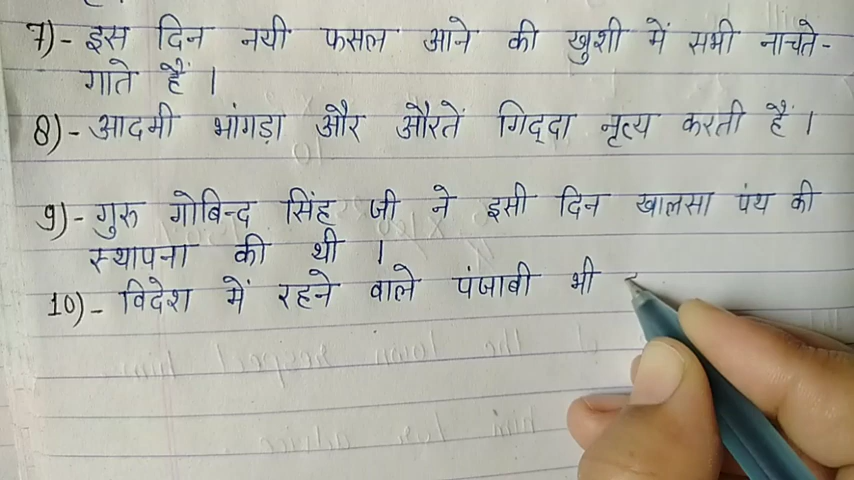 7)- इस दिन नयी फसल आने की खुशी में सभी नाचते-
गाते हैं ।
8)- आदमी भांगड़ा और औरतें गिद्दा नृत्य करती हैं ।
9)- गुरु गोबिन्द सिंह जी ने इसी दिन खालसा पंथ की
स्थापना की थी ।
10)- विदेश में रहने वाले पंजाबी भी